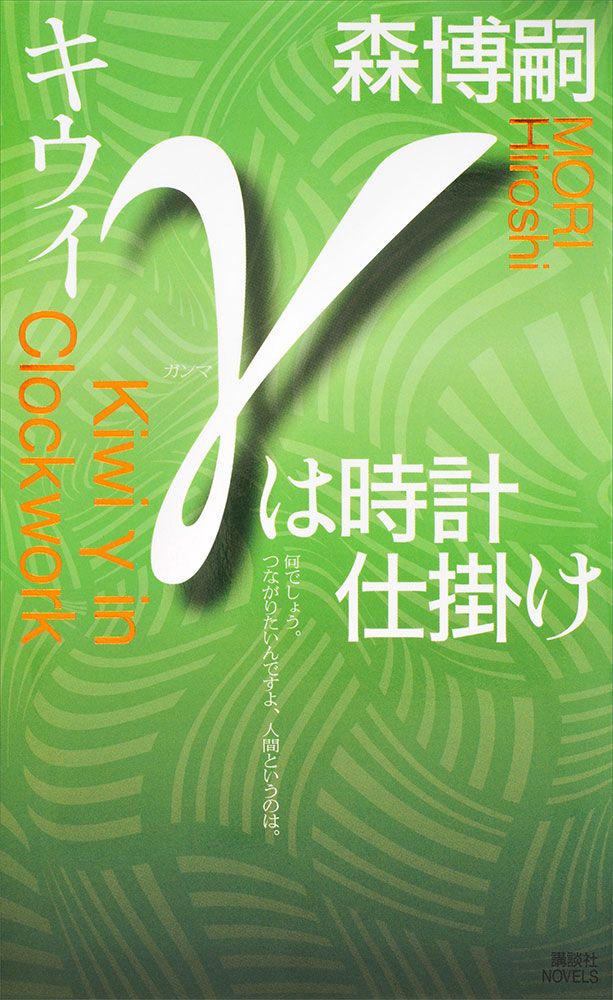 森博嗣
MORI
Hiroshi
キウイ
γ
ガンマ
は時計
仕掛け
Kiwi γ in
Clockwork
何でしょう。
つながりたいんですよ、人間というのは。
講談社
NOVELS